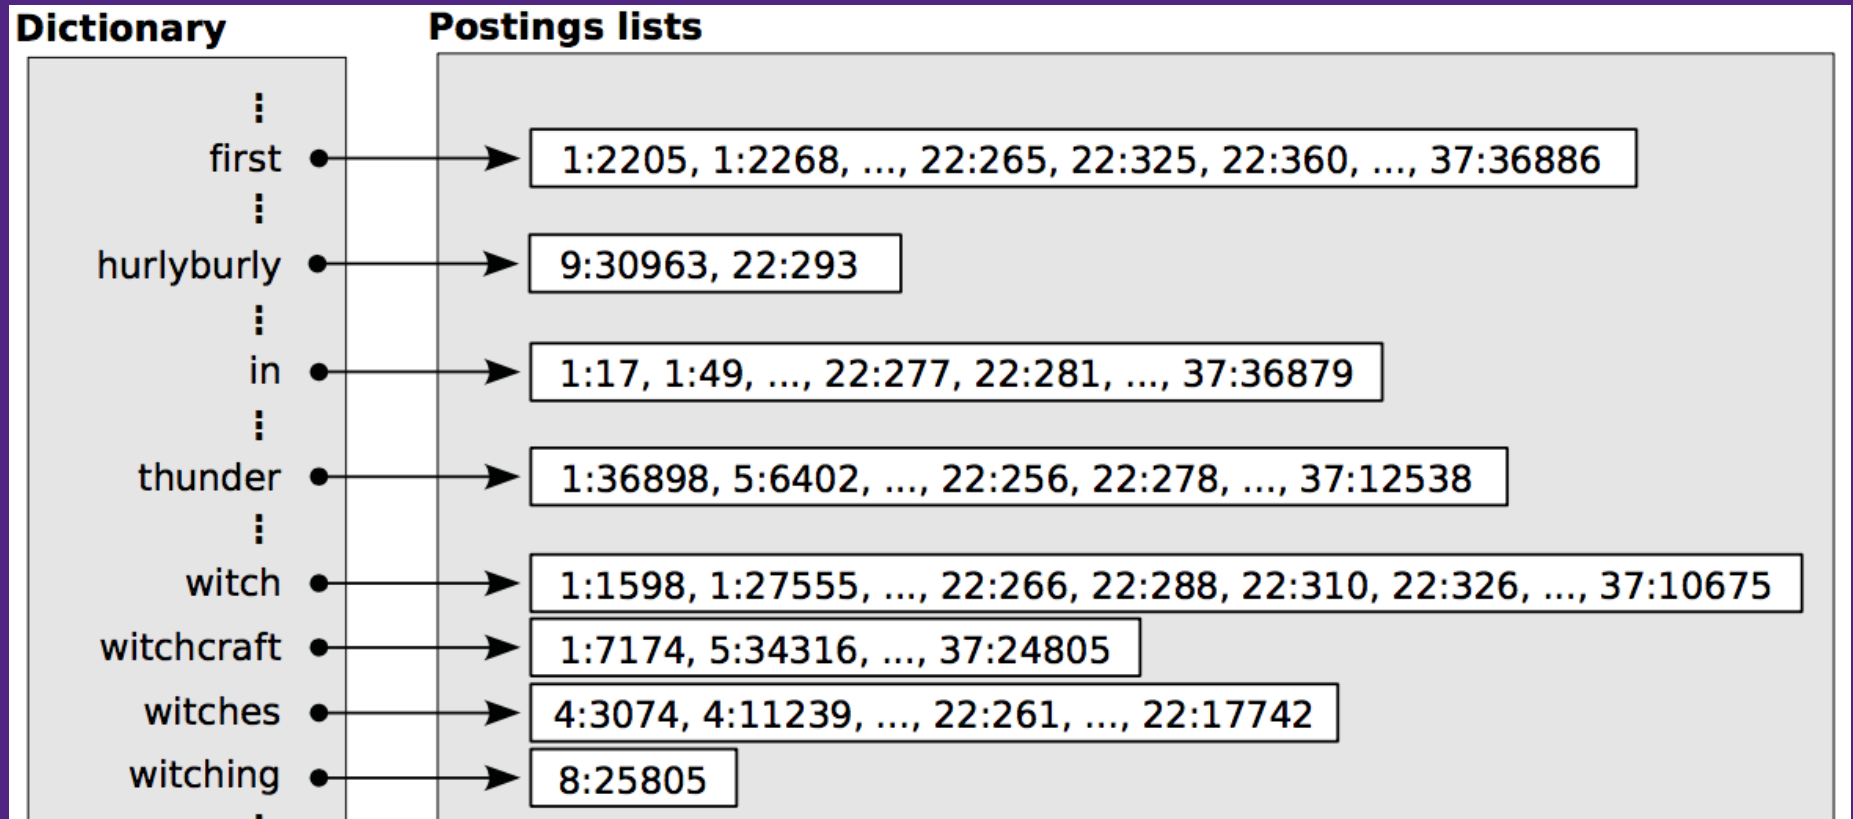 Dictionary Postings lists
first 1:2205, 1:2268, ..., 22:265, 22:325, 22:360, ..., 37:36886
hurlyburly 9:30963, 22:293
in 1:17, 1:49, ..., 22:277, 22:281, ..., 37:36879
thunder 1:36898, 5:6402, ..., 22:256, 22:278, ..., 37:12538
witch 1:1598, 1:27555, ..., 22:266, 22:288, 22:310, 22:326, ..., 37:10675
witchcraft 1:7174, 5:34316, ..., 37:24805
witches 4:3074, 4:11239, ..., 22:261, ..., 22:17742
witching 8:25805